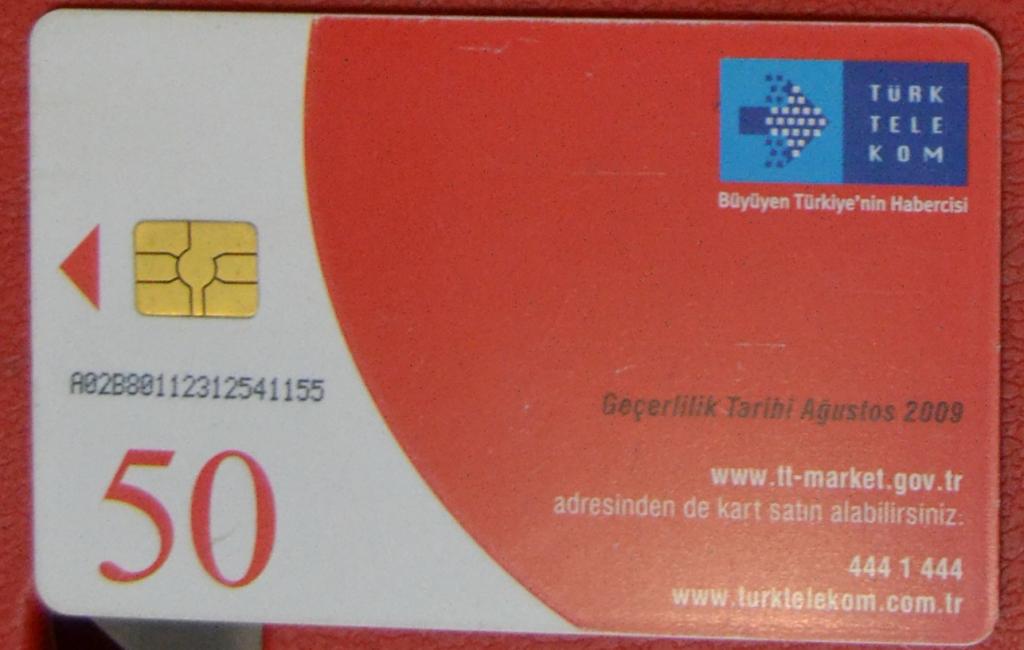 TÜRK
TELE
KOM
Büyüyen Türkiye'nin Habercisi
A02B80112312541155
50
Geçerlilik Tarihi Ağustos 2009
www.tt-market.gov.tr
adresinden de kart satın alabilirsiniz.
444 1 444
www.turktelekom.com.tr